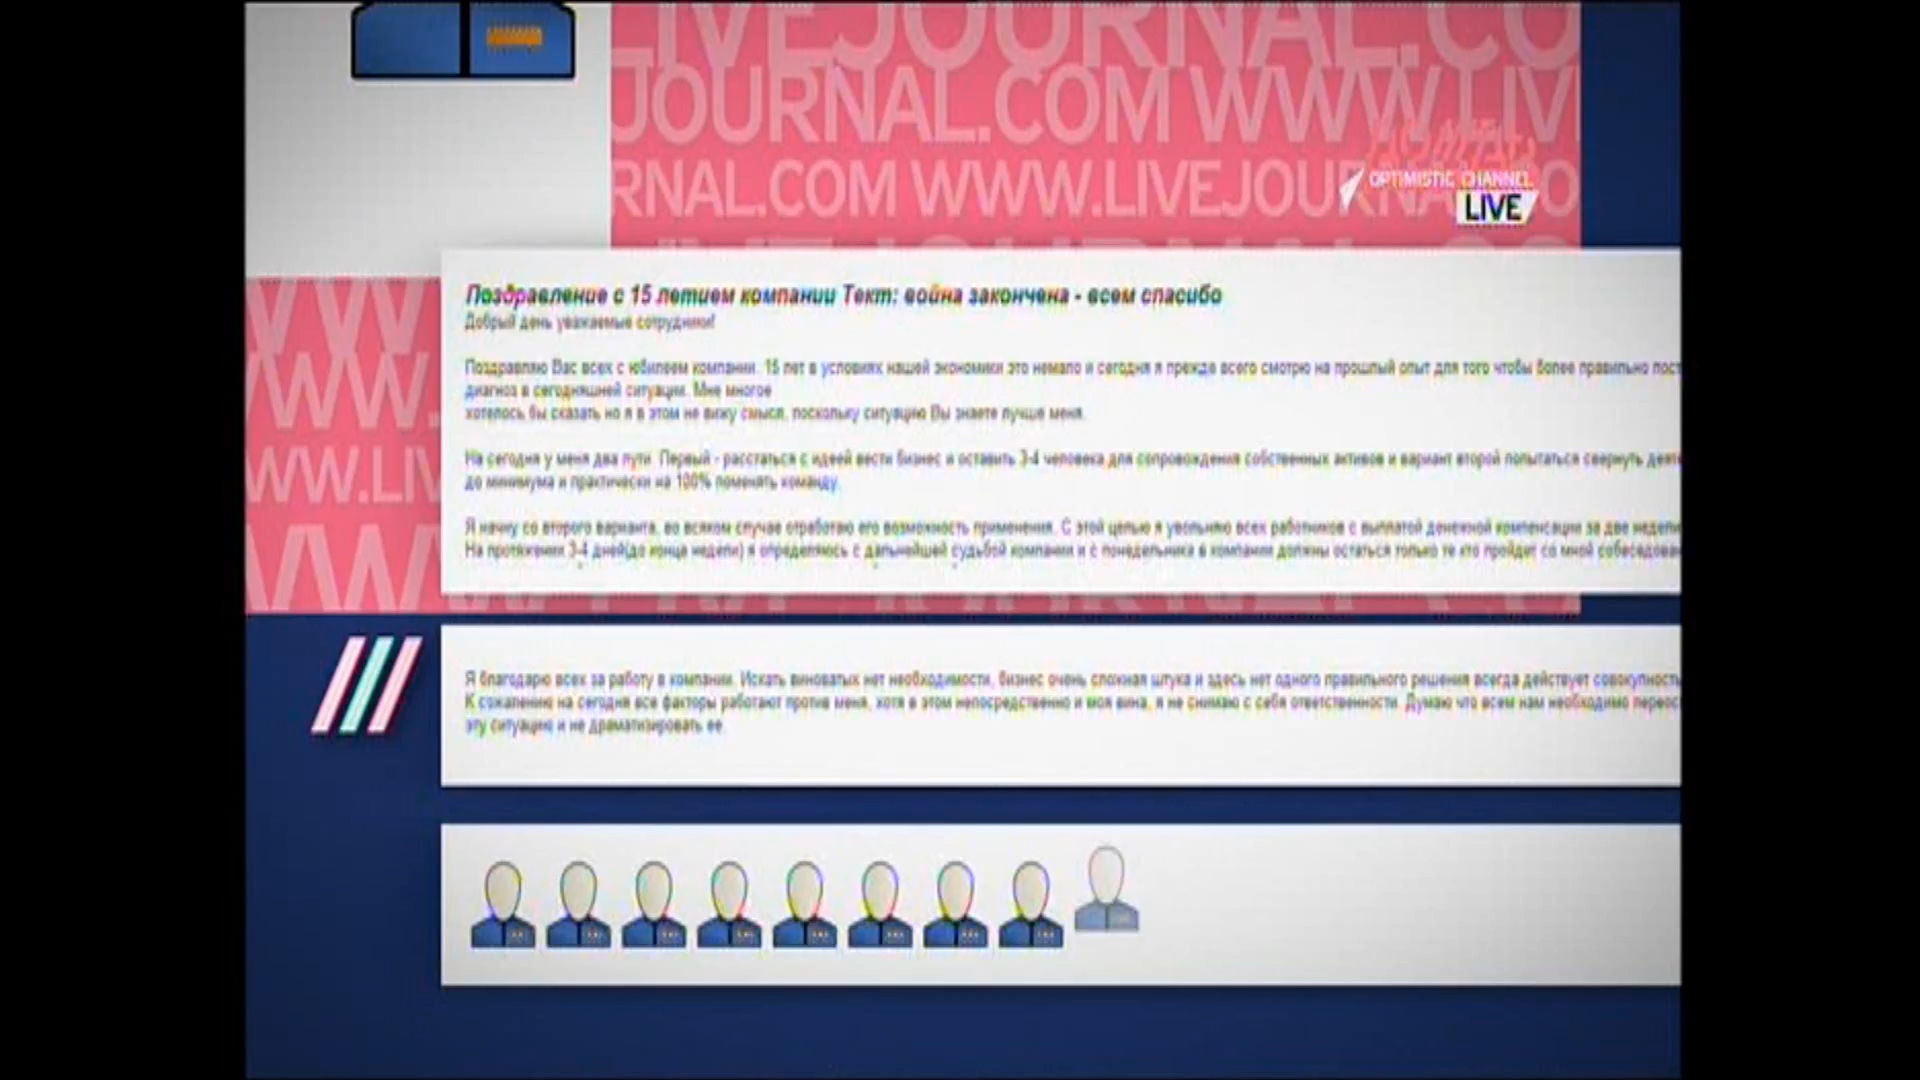 LIVEJOURNAL.CO
JOURNAL.COM WWW.LIV
RNAL.COM WWW.LIVEJOURNAL.CO
OPTIMISTIC CHANNEL
LIVE
Поздравление с 15 летием компании Тект: война закончена - всем спасибо
Добрый день уважаемые сотрудники!
Поздравляю Вас всех с юбилеем компании. 15 лет в условиях нашей экономики это немало и сегодня я прежде всего смотрю на прошлый опыт для того чтобы более правильно пост
диагноз в сегодняшней ситуации. Мне многое
хотелось бы сказать но я в этом не вижу смысл, поскольку ситуацию Вы знаете лучше меня.
На сегодня у меня два пути. Первый - расстаться с идеей вести бизнес и оставить 3-4 человека для сопровождения собственных активов и вариант второй попытаться свернуть деят
до минимума и практически на 100% поменять команду.
Я начну со второго варианта, во всяком случае отработаю его возможность применения. С этой целью я увольняю всех работников с выплатой денежной компенсации за две недели
На протяжении 3-4 дней(до конца недели) я определяюсь с дальнейшей судьбой компании и с понедельника в компании должны остаться только те кто пройдет со мной собеседован
WW.LIV
Я благодарю всех за работу в компании. Искать виноватых нет необходимости, бизнес очень сложная штука и здесь нет одного правильного решения всегда действует совокупность
К сожалению на сегодня все факторы работают против меня, хотя в этом непосредственно и моя вина, я не снимаю с себя ответственности. Думаю что всем нам необходимо переос
эту ситуацию и не драматизировать ее.